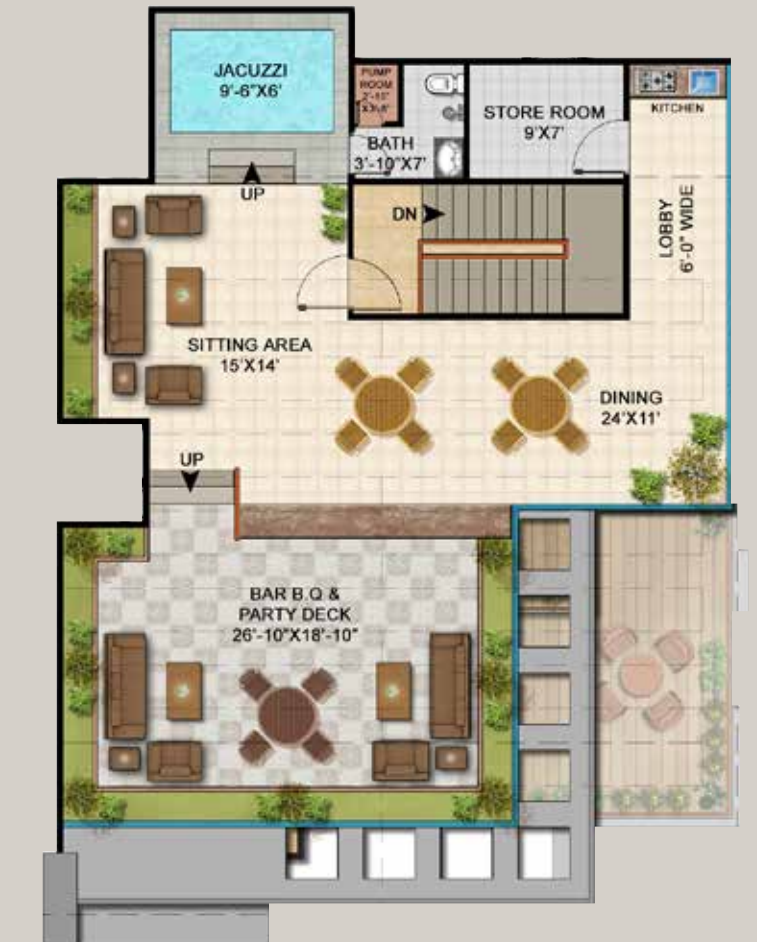 JACUZZI
9'-6"X6'
PUMP
ROOM
BATH
3'-10"X7'
STORE ROOM
9'X7'
KITCHEN
UP
DN
LOBBY
6'-0" WIDE
SITTING AREA
15'X14'
DINING
24'X11'
UP
BAR B.Q &
PARTY DECK
26'-10"X18'-10"